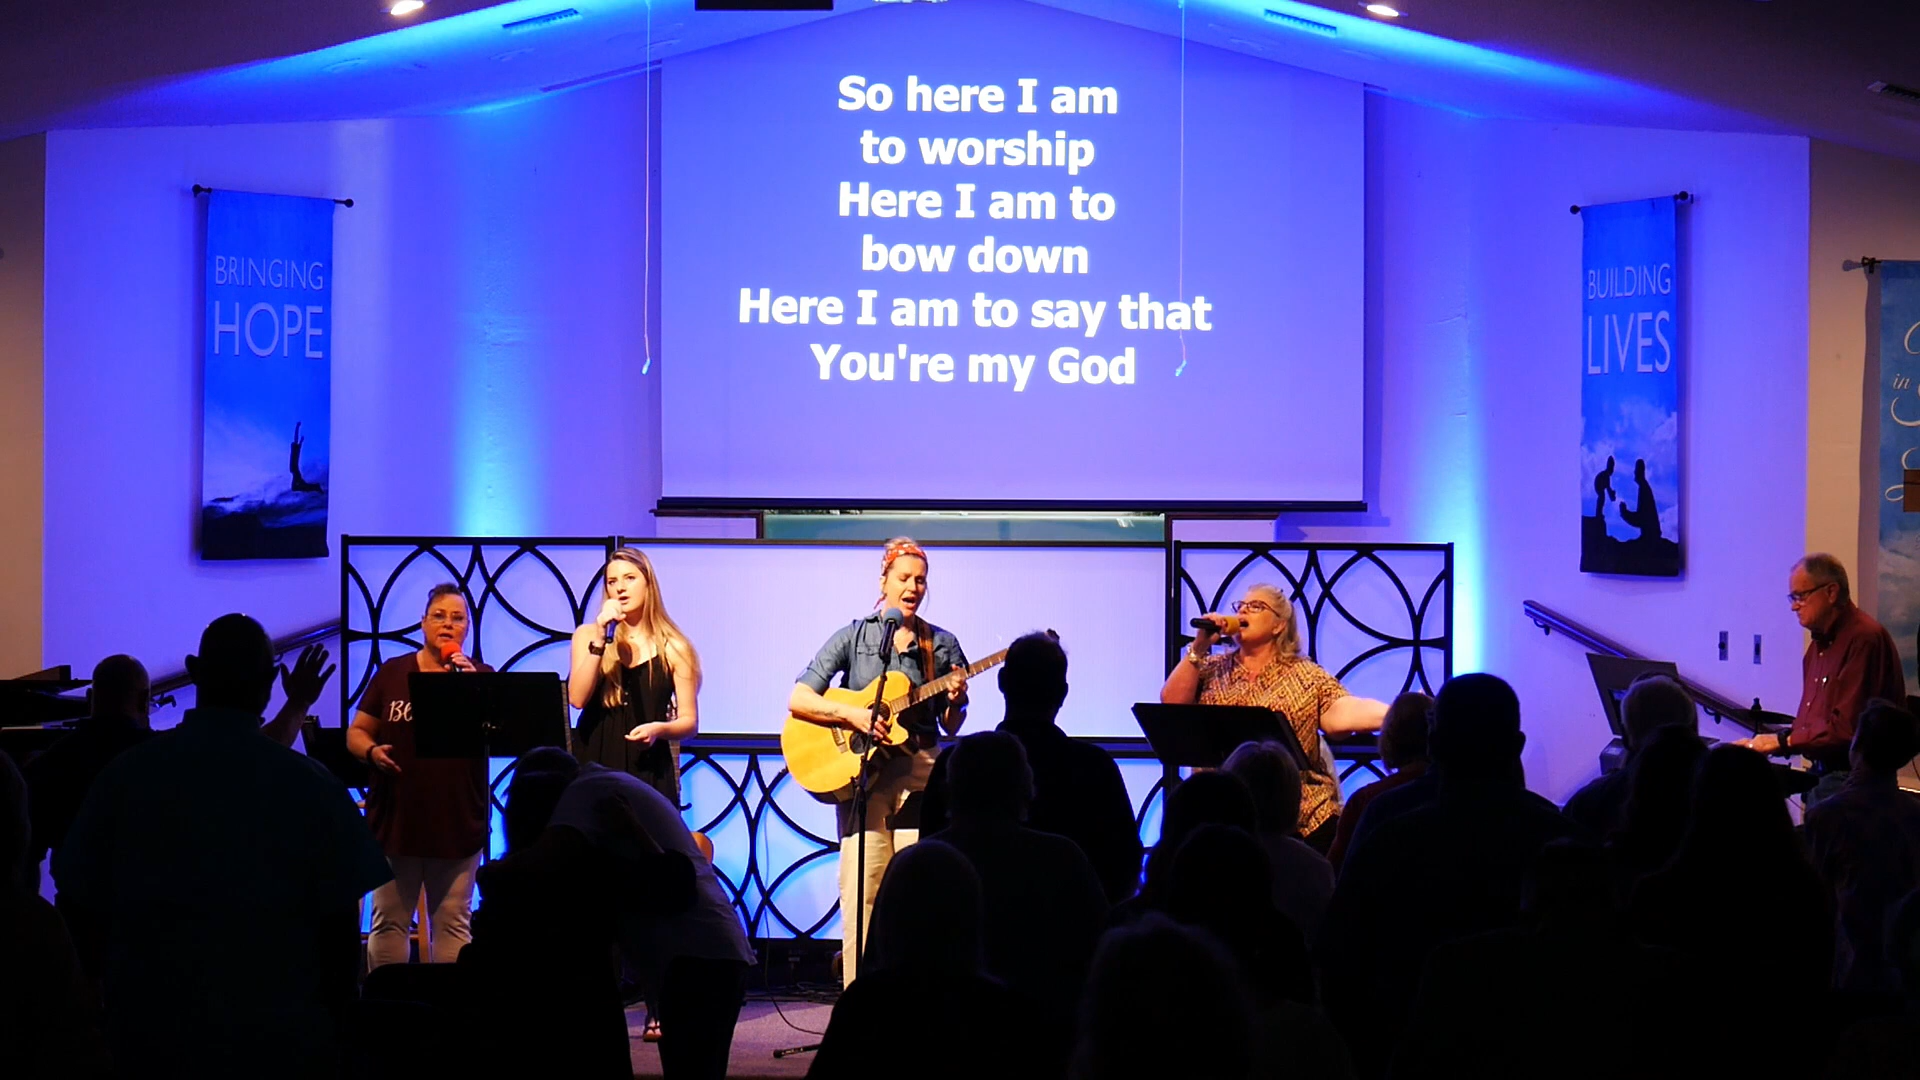 So here I am
to worship
Here I am to
bow down
Here I am to say that
You're my God
BRINGING
HOPE
BUILDING
LIVES
in